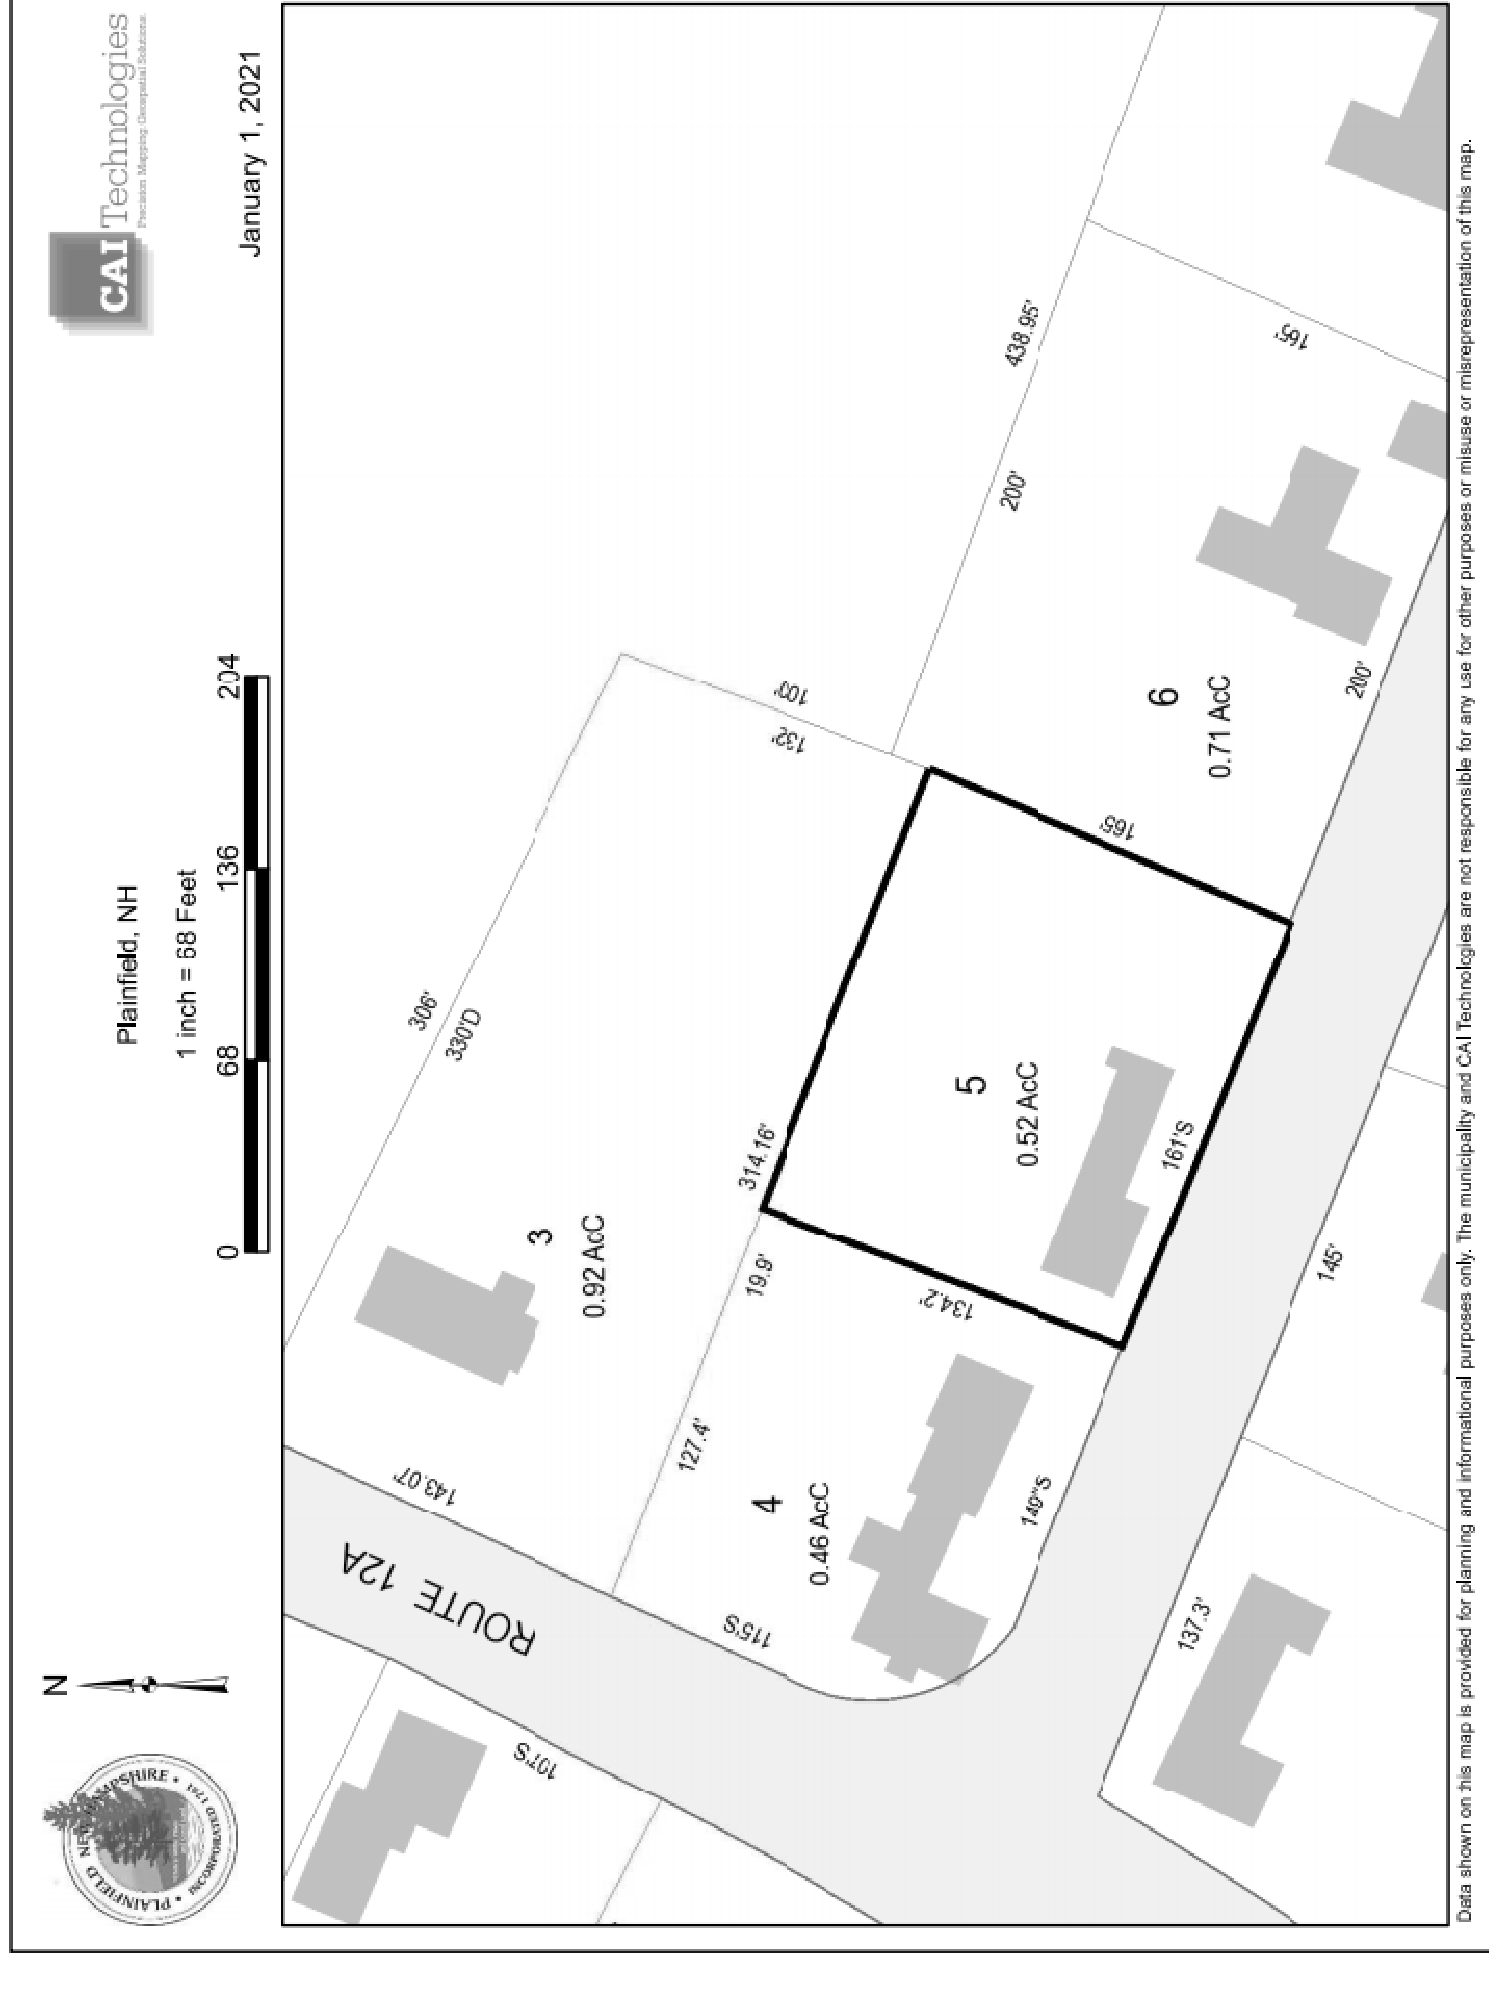 PLAINFIELD NEW HAMPSHIRE
INCORPORATED 1761
N
Plainfield, NH
1 inch = 68 Feet
0 68 136 204
CAI Technologies
Precision Mapping. Geospatial Solutions.
January 1, 2021
ROUTE 12A
143.07'
306'
330'D
3
0.92 AcC
103'
132'
314.16'
19.9'
127.4'
4
0.46 AcC
115'S
149''S
134.2'
5
0.52 AcC
161'S
165'
438.95'
200'
6
0.71 AcC
200'
165'
107'S
137.3'
145'
Data shown on this map is provided for planning and informational purposes only. The municipality and CAI Technologies are not responsible for any use for other purposes or misuse or misrepresentation of this map.